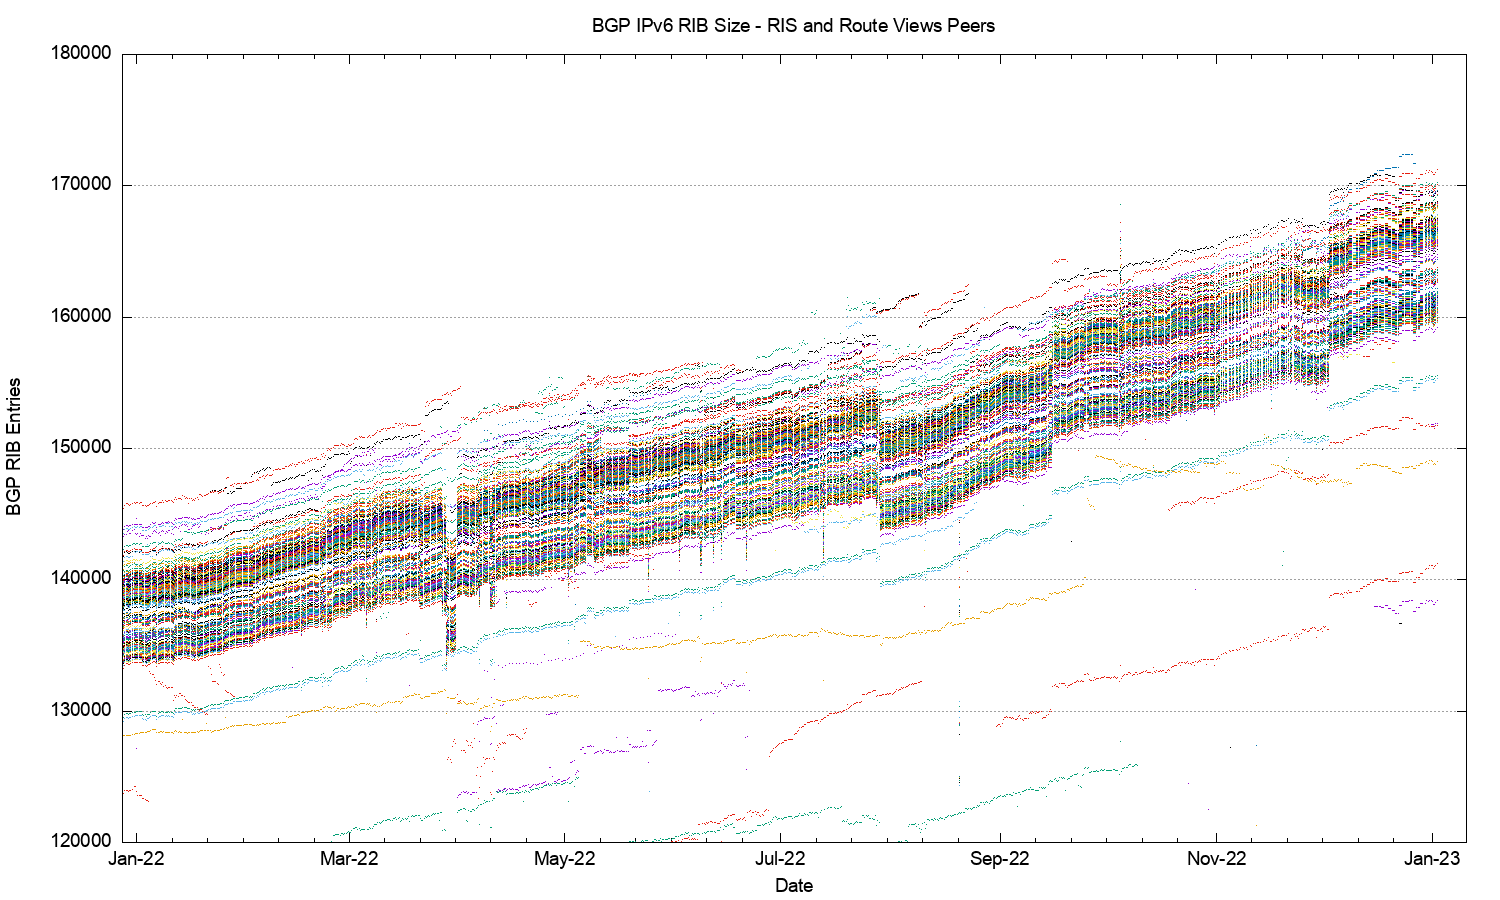 BGP IPv6 RIB Size - RIS and Route Views Peers
180000
170000
160000
150000
140000
130000
120000
BGP RIB Entries
Jan-22 Mar-22 May-22 Jul-22 Sep-22 Nov-22 Jan-23
Date